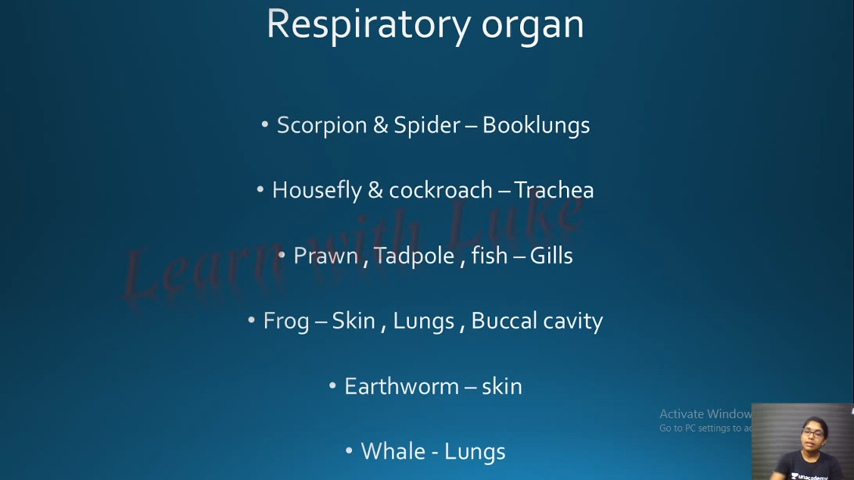 Respiratory organ
• Scorpion & Spider – Booklungs
• Housefly & cockroach – Trachea
Learn with Luke
• Prawn , Tadpole , fish – Gills
• Frog – Skin , Lungs , Buccal cavity
• Earthworm – skin
Activate Window
Go to PC settings to
• Whale - Lungs
unacademy